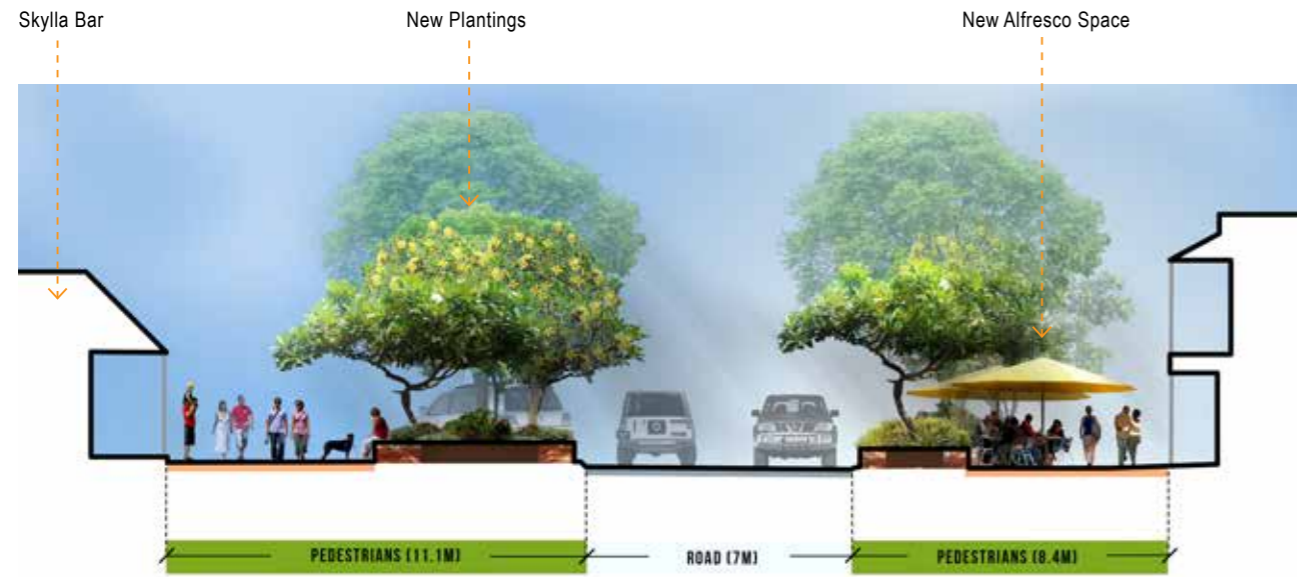 Skylla Bar
New Plantings
New Alfresco Space
PEDESTRIANS (11.1M)
ROAD (7M)
PEDESTRIANS (8.4M)